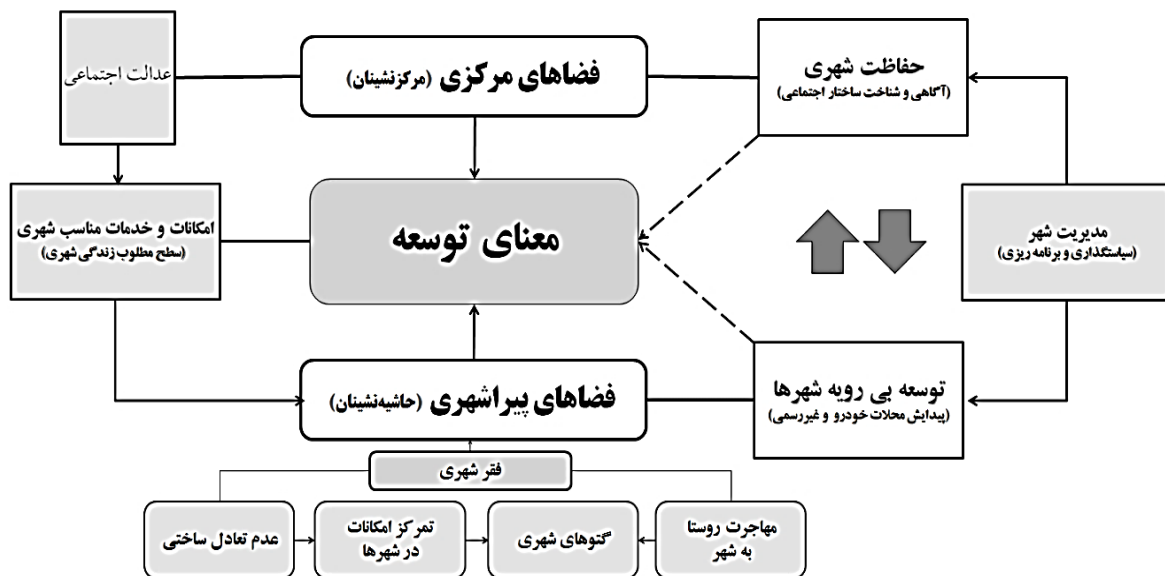 حفاظت شهری
(آگاهی و شناخت ساختار اجتماعی)
فضاهای مرکزی (مرکزنشینان)
عدالت اجتماعی
مدیریت شهر
(سیاستگذاری و برنامه ریزی)
معنای توسعه
امکانات و خدمات مناسب شهری
(سطح مطلوب زندگی شهری)
توسعه بی رویه شهرها
(پیدایش محلات خودرو و غیررسمی)
فضاهای پیراشهری (حاشیه‌نشینان)
فقر شهری
مهاجرت روستا
به شهر
گتوهای شهری
تمرکز امکانات
در شهرها
عدم تعادل ساختی